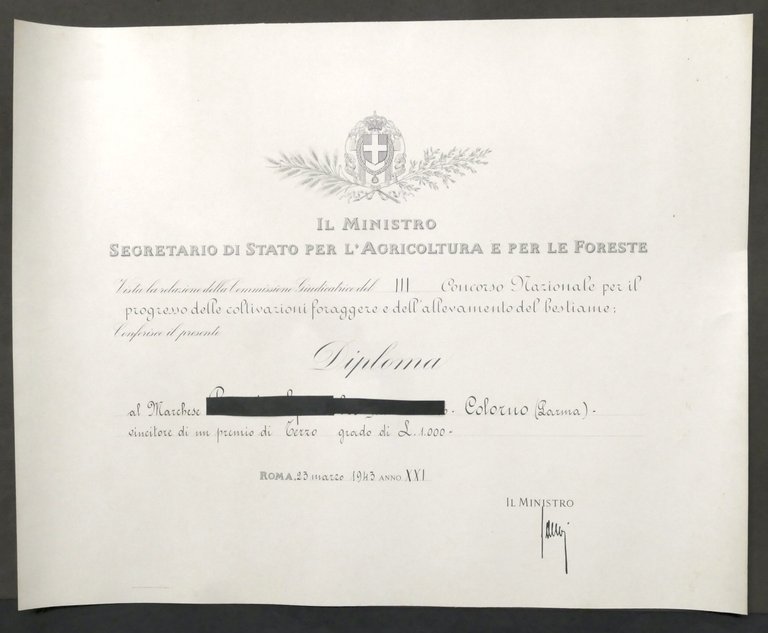 IL MINISTRO
SEGRETARIO DI STATO PER L'AGRICOLTURA E PER LE FORESTE
Vista la relazione della Commissione Giudicatrice del III Concorso Nazionale per il
progresso delle coltivazioni foraggere e dell'allevamento del bestiame;
Conferisce il presente
Diploma
al Marchese - Colorno (Parma) -
vincitore di un premio di Terzo grado di L. 1.000 -
ROMA, 23 marzo 1943 ANNO XXI
IL MINISTRO